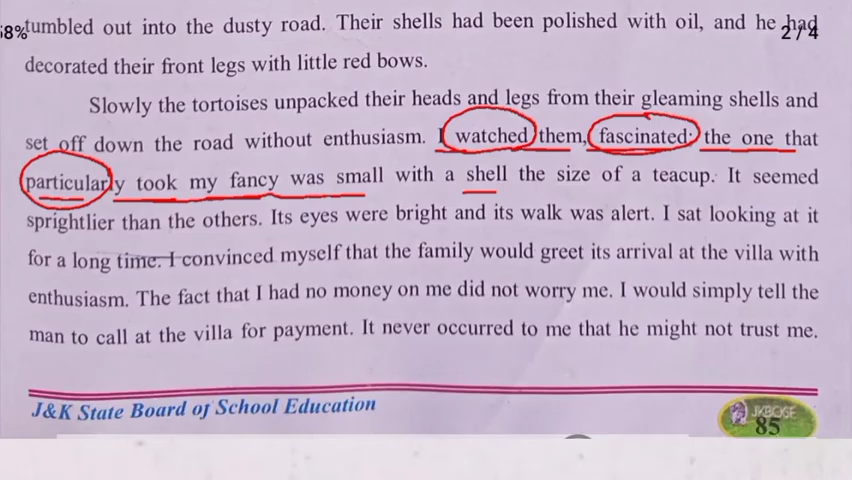 tumbled out into the dusty road. Their shells had been polished with oil, and he had
58% 2/4
decorated their front legs with little red bows.
Slowly the tortoises unpacked their heads and legs from their gleaming shells and
set off down the road without enthusiasm. I watched them, fascinated: the one that
particularly took my fancy was small with a shell the size of a teacup. It seemed
sprightlier than the others. Its eyes were bright and its walk was alert. I sat looking at it
for a long time. I convinced myself that the family would greet its arrival at the villa with
enthusiasm. The fact that I had no money on me did not worry me. I would simply tell the
man to call at the villa for payment. It never occurred to me that he might not trust me.
J&K State Board of School Education
JKBOSE
85